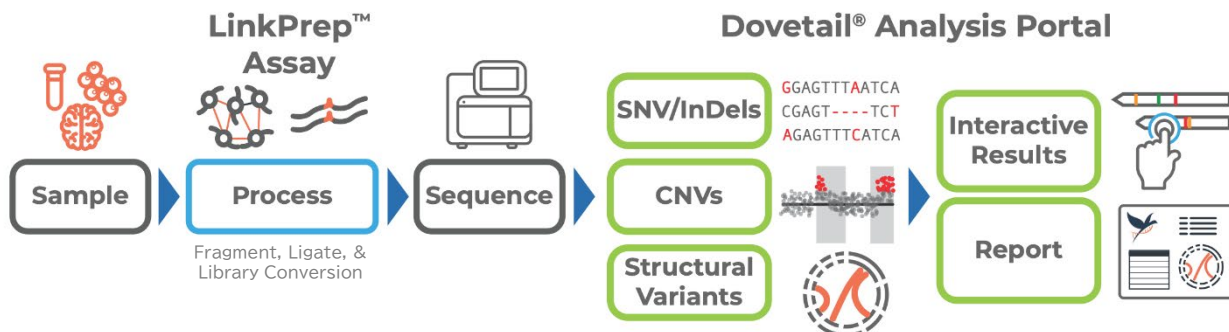 LinkPrep™
Assay
Dovetail® Analysis Portal
Sample
Process
Fragment, Ligate, &
Library Conversion
Sequence
SNV/InDels
GGAGTTTAATCA
CGAGT----TCT
AGAGTTTCATCA
CNVs
Structural
Variants
Interactive
Results
Report